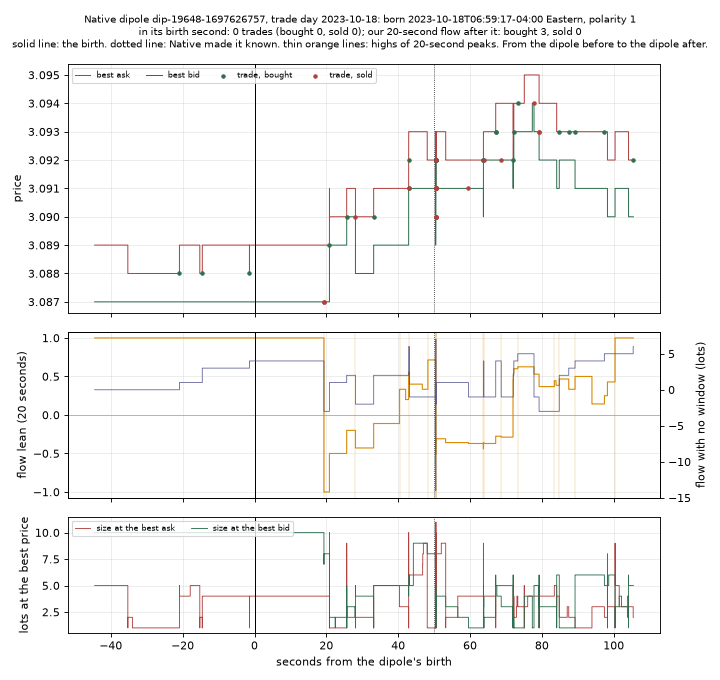 Native dipole dip-19648-1697626757, trade day 2023-10-18: born 2023-10-18T06:59:17-04:00 Eastern, polarity 1
in its birth second: 0 trades (bought 0, sold 0); our 20-second flow after it: bought 3, sold 0
solid line: the birth. dotted line: Native made it known. thin orange lines: highs of 20-second peaks. From the dipole before to the dipole after.
best ask
best bid
trade, bought
trade, sold
3.095
3.094
3.093
3.092
3.091
3.090
3.089
3.088
3.087
price
1.0
0.5
0.0
−0.5
−1.0
flow lean (20 seconds)
5
0
−5
−10
−15
flow with no window (lots)
size at the best ask
size at the best bid
10.0
7.5
5.0
2.5
lots at the best price
−40
−20
0
20
40
60
80
100
seconds from the dipole's birth